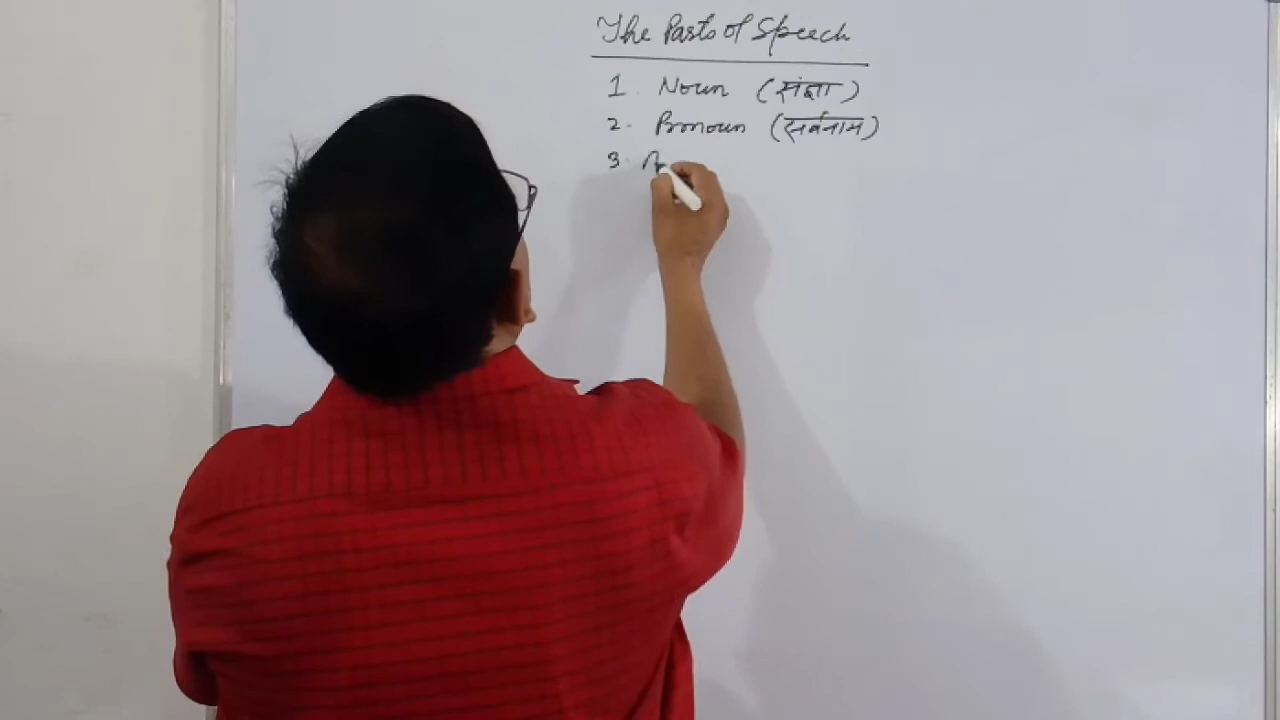 The Parts of Speech
1. Noun (संज्ञा)
2. Pronoun (सर्वनाम)
3.